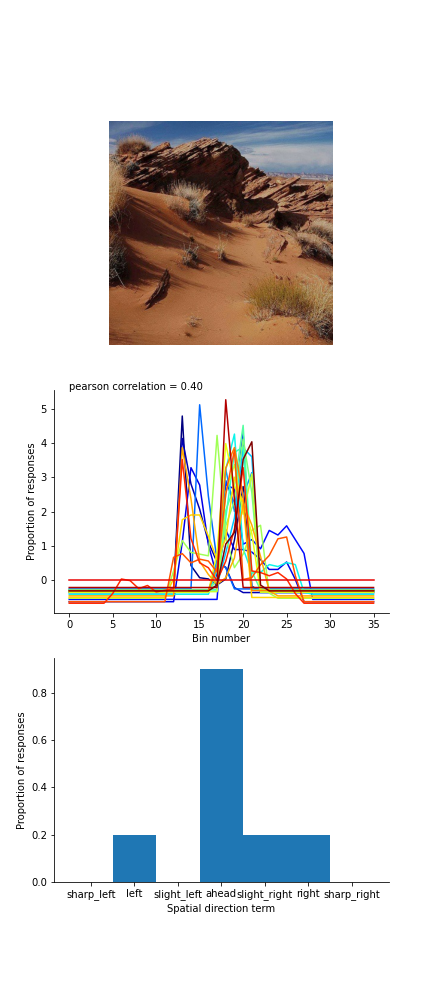 pearson correlation = 0.40
5
4
3
2
1
0
Proportion of responses
0 5 10 15 20 25 30 35
Bin number
0.8
0.6
0.4
0.2
0.0
Proportion of responses
sharp_left left slight_left ahead slight_right right sharp_right
Spatial direction term